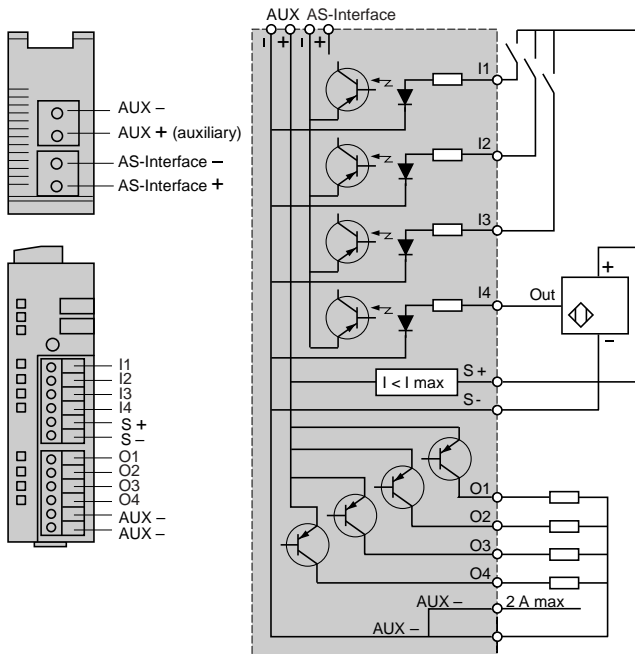 AUX AS-Interface
– + – +
AUX –
AUX + (auxiliary)
AS-Interface –
AS-Interface +
I1
I2
I3
I4
Out
+
–
S +
I < I max
S -
I1
I2
I3
I4
S +
S –
O1
O2
O3
O4
AUX –
AUX –
O1
O2
O3
O4
AUX –
2 A max
AUX –